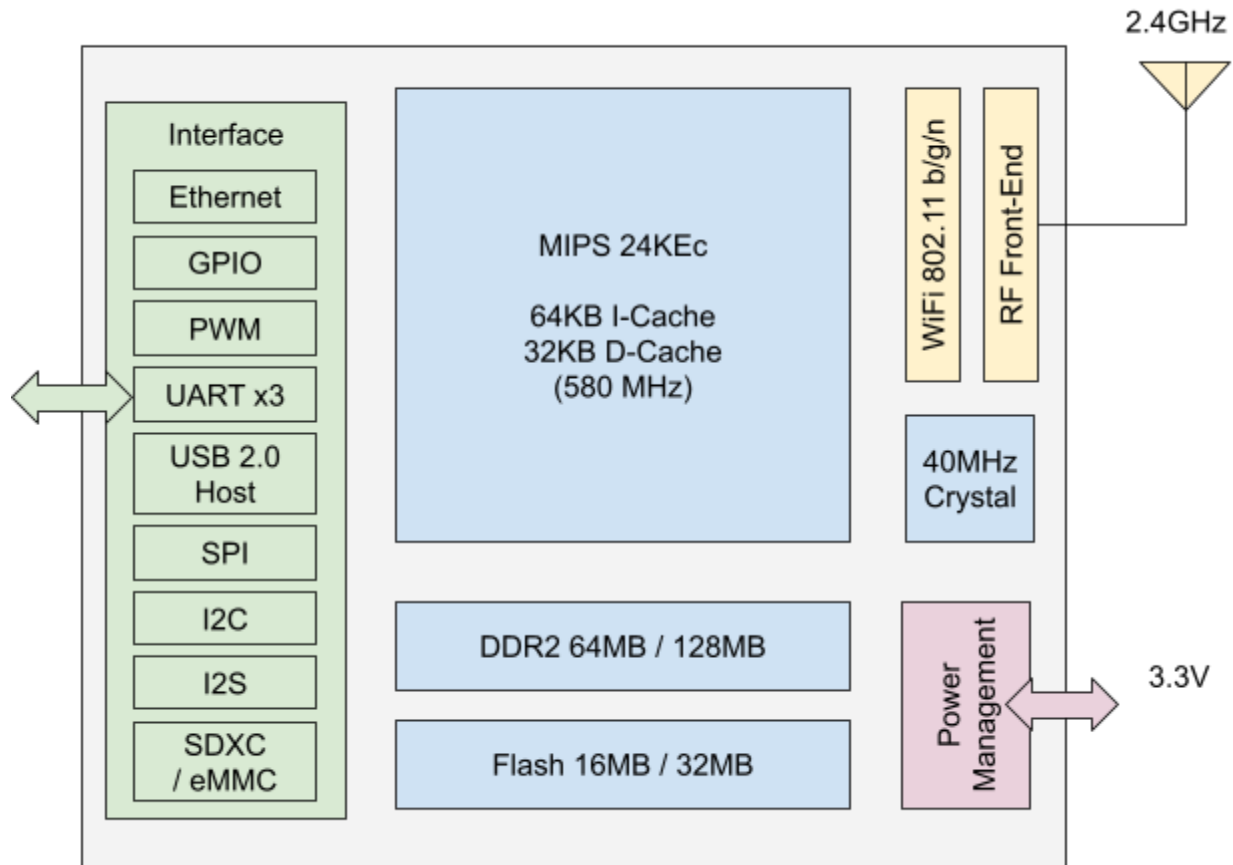 2.4GHz
Interface
Ethernet
GPIO
PWM
UART x3
USB 2.0
Host
SPI
I2C
I2S
SDXC
/ eMMC
MIPS 24KEc
64KB I-Cache
32KB D-Cache
(580 MHz)
DDR2 64MB / 128MB
Flash 16MB / 32MB
WiFi 802.11 b/g/n
RF Front-End
40MHz
Crystal
Power
Management
3.3V